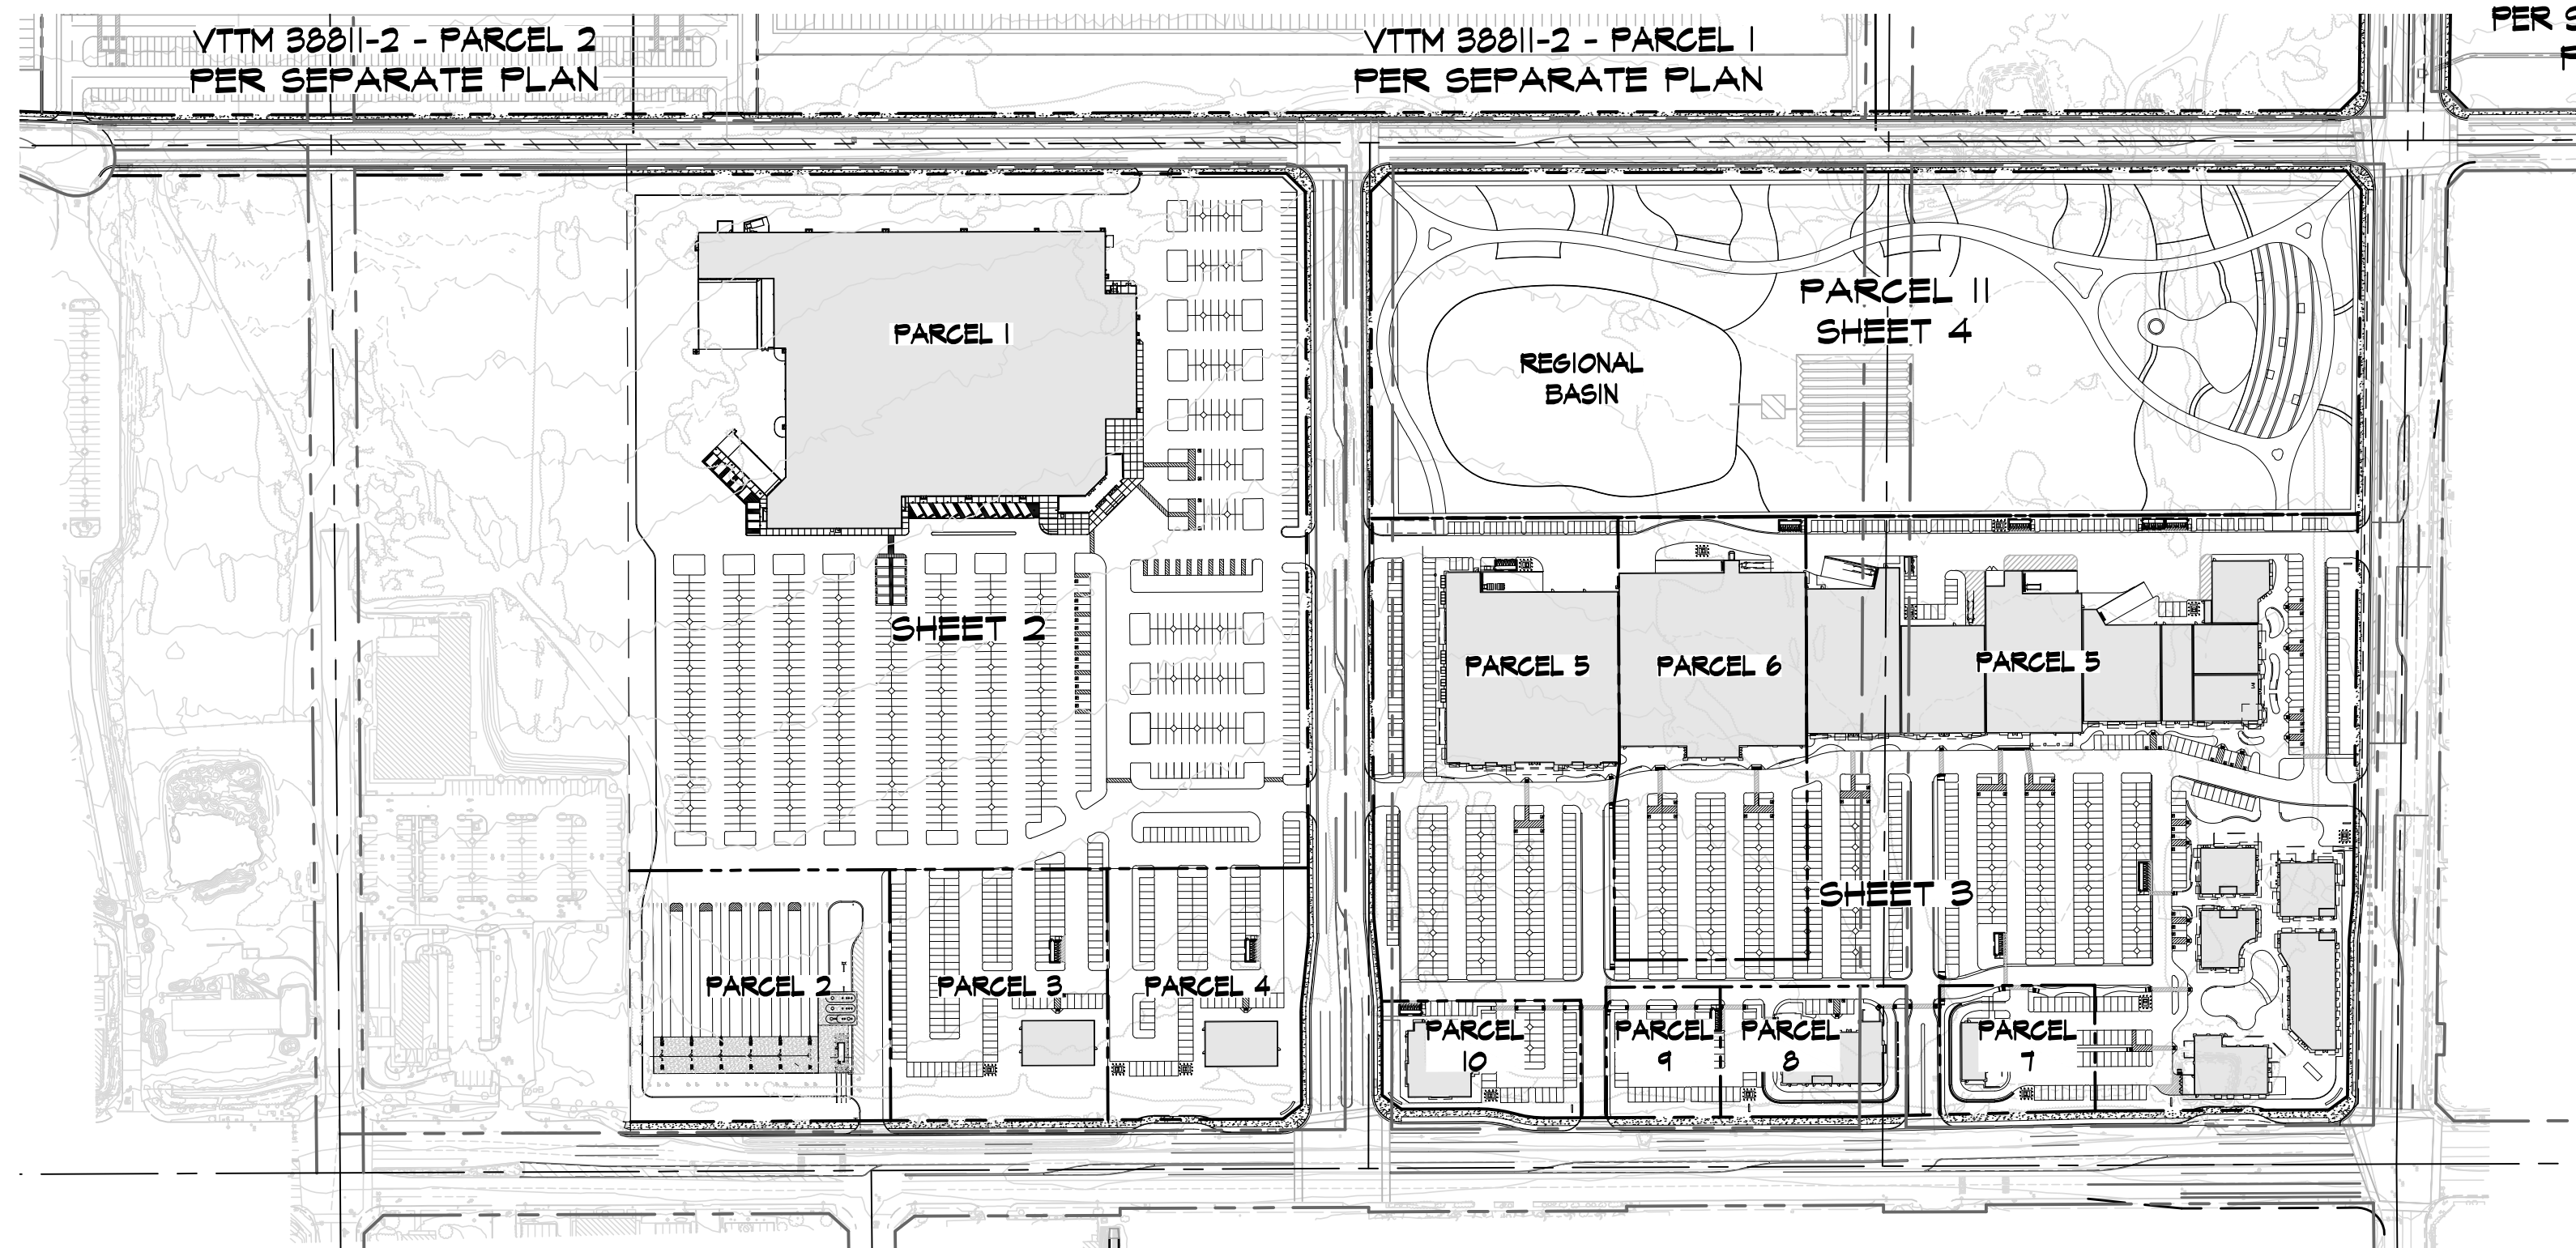 VTTM 38811-2 - PARCEL 2
PER SEPARATE PLAN
VTTM 38811-2 - PARCEL 1
PER SEPARATE PLAN
PER
PARCEL 1
PARCEL 11
SHEET 4
REGIONAL
BASIN
SHEET 2
PARCEL 5
PARCEL 6
PARCEL 5
SHEET 3
PARCEL 2
PARCEL 3
PARCEL 4
PARCEL
10
PARCEL
9
PARCEL
8
PARCEL
7